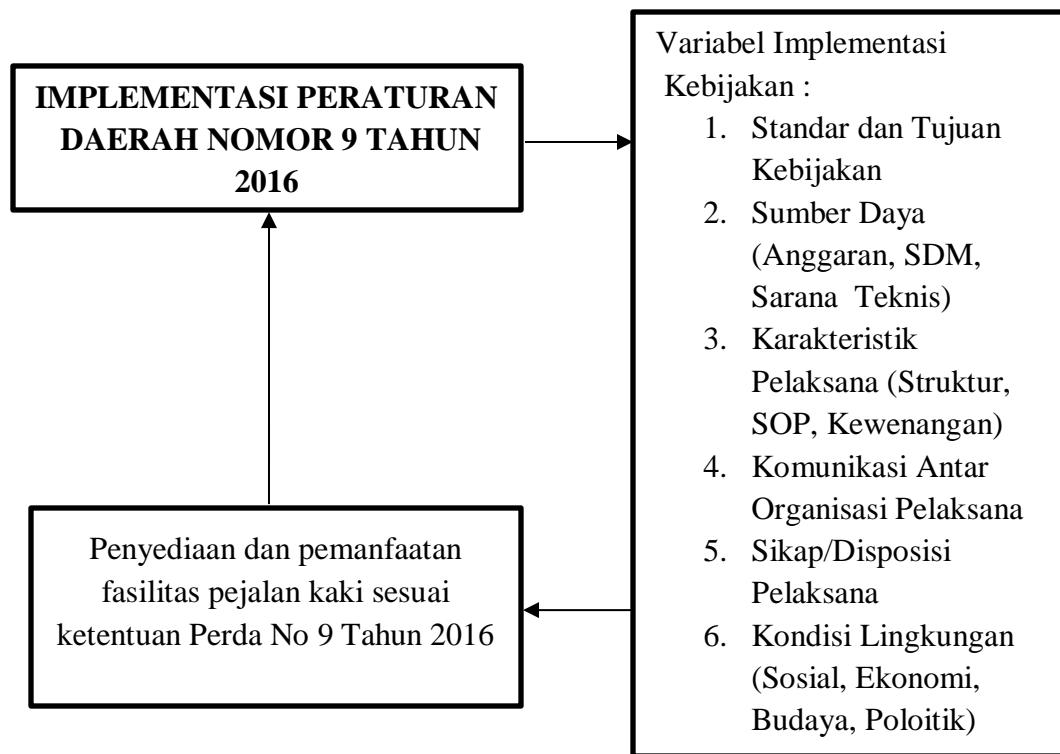 IMPLEMENTASI PERATURAN
DAERAH NOMOR 9 TAHUN
2016
Variabel Implementasi
Kebijakan :
1. Standar dan Tujuan
Kebijakan
2. Sumber Daya
(Anggaran, SDM,
Sarana Teknis)
3. Karakteristik
Pelaksana (Struktur,
SOP, Kewenangan)
4. Komunikasi Antar
Organisasi Pelaksana
5. Sikap/Disposisi
Pelaksana
6. Kondisi Lingkungan
(Sosial, Ekonomi,
Budaya, Poloitik)
Penyediaan dan pemanfaatan
fasilitas pejalan kaki sesuai
ketentuan Perda No 9 Tahun 2016